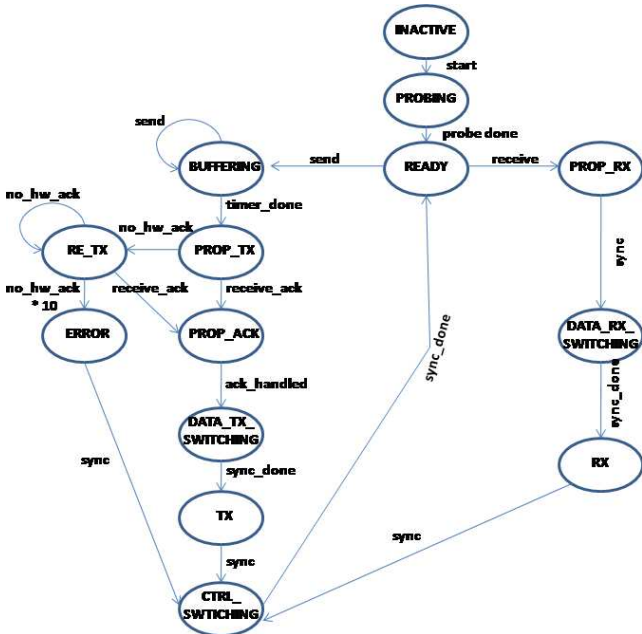 INACTIVE
start
PROBING
probe done
send
BUFFERING
send
READY
receive
PROP_RX
timer_done
no_hw_ack
RE_TX
no_hw_ack
PROP_TX
sync
no_hw_ack
* 10
receive_ack
receive_ack
ERROR
PROP_ACK
DATA_RX_
SWITCHING
sync_done
ack_handled
sync_done
DATA_TX_
SWITCHING
sync
sync_done
RX
TX
sync
sync
CTRL_
SWTICHING